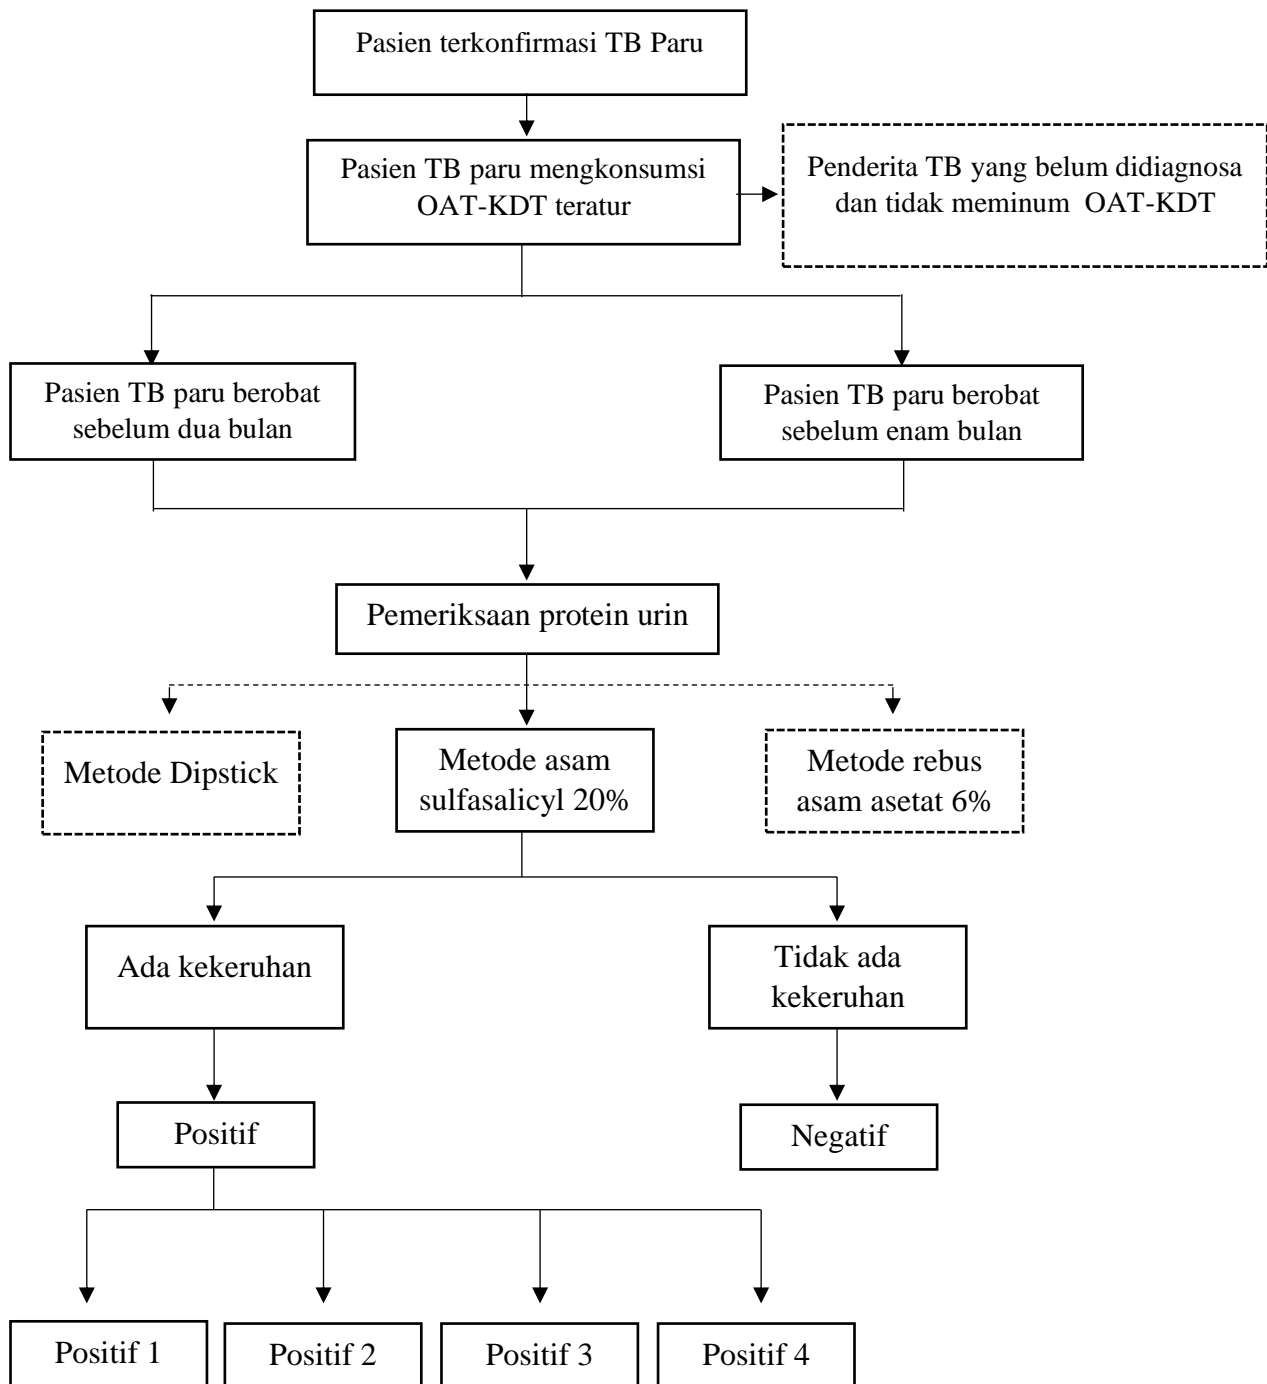 Pasien terkonfirmasi TB Paru
Pasien TB paru mengkonsumsi
OAT-KDT teratur
Penderita TB yang belum didiagnosa
dan tidak meminum OAT-KDT
Pasien TB paru berobat
sebelum dua bulan
Pasien TB paru berobat
sebelum enam bulan
Pemeriksaan protein urin
Metode Dipstick
Metode asam
sulfasalicyl 20%
Metode rebus
asam asetat 6%
Ada kekeruhan
Tidak ada
kekeruhan
Positif
Negatif
Positif 1
Positif 2
Positif 3
Positif 4